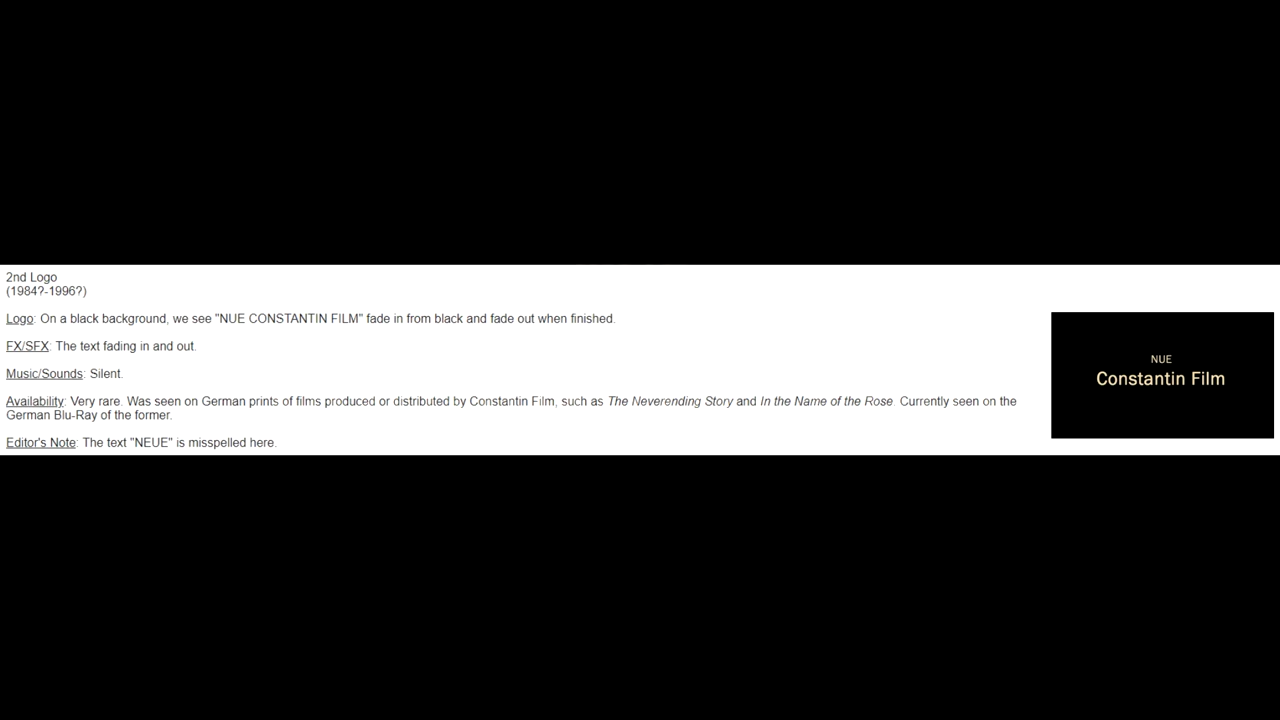 2nd Logo
(1984?-1996?)
Logo: On a black background, we see "NUE CONSTANTIN FILM" fade in from black and fade out when finished.
FX/SFX: The text fading in and out.
Music/Sounds: Silent.
Availability: Very rare. Was seen on German prints of films produced or distributed by Constantin Film, such as The Neverending Story and In the Name of the Rose. Currently seen on the
German Blu-Ray of the former.
Editor's Note: The text "NEUE" is misspelled here.
NUE
Constantin Film